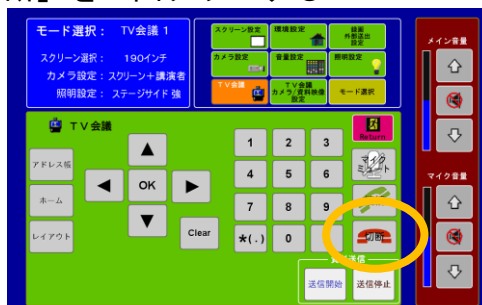 モード選択： TV会議 1
スクリーン選択： 190インチ
カメラ設定：スクリーン＋講演者
照明設定：ステージサイド 強
スクリーン設定
環境設定
録画
外部送出
設定
カメラ設定
音量設定
照明設定
TV会議
TV会議
カメラ/資料映像
設定
モード選択
メイン音量
TV会議
Return
アドレス帳
ホーム
レイアウト
OK
Clear
1
2
3
4
5
6
7
8
9
*(.)
0
マイク
ミュート
切断
送信
送信開始
送信停止
マイク音量